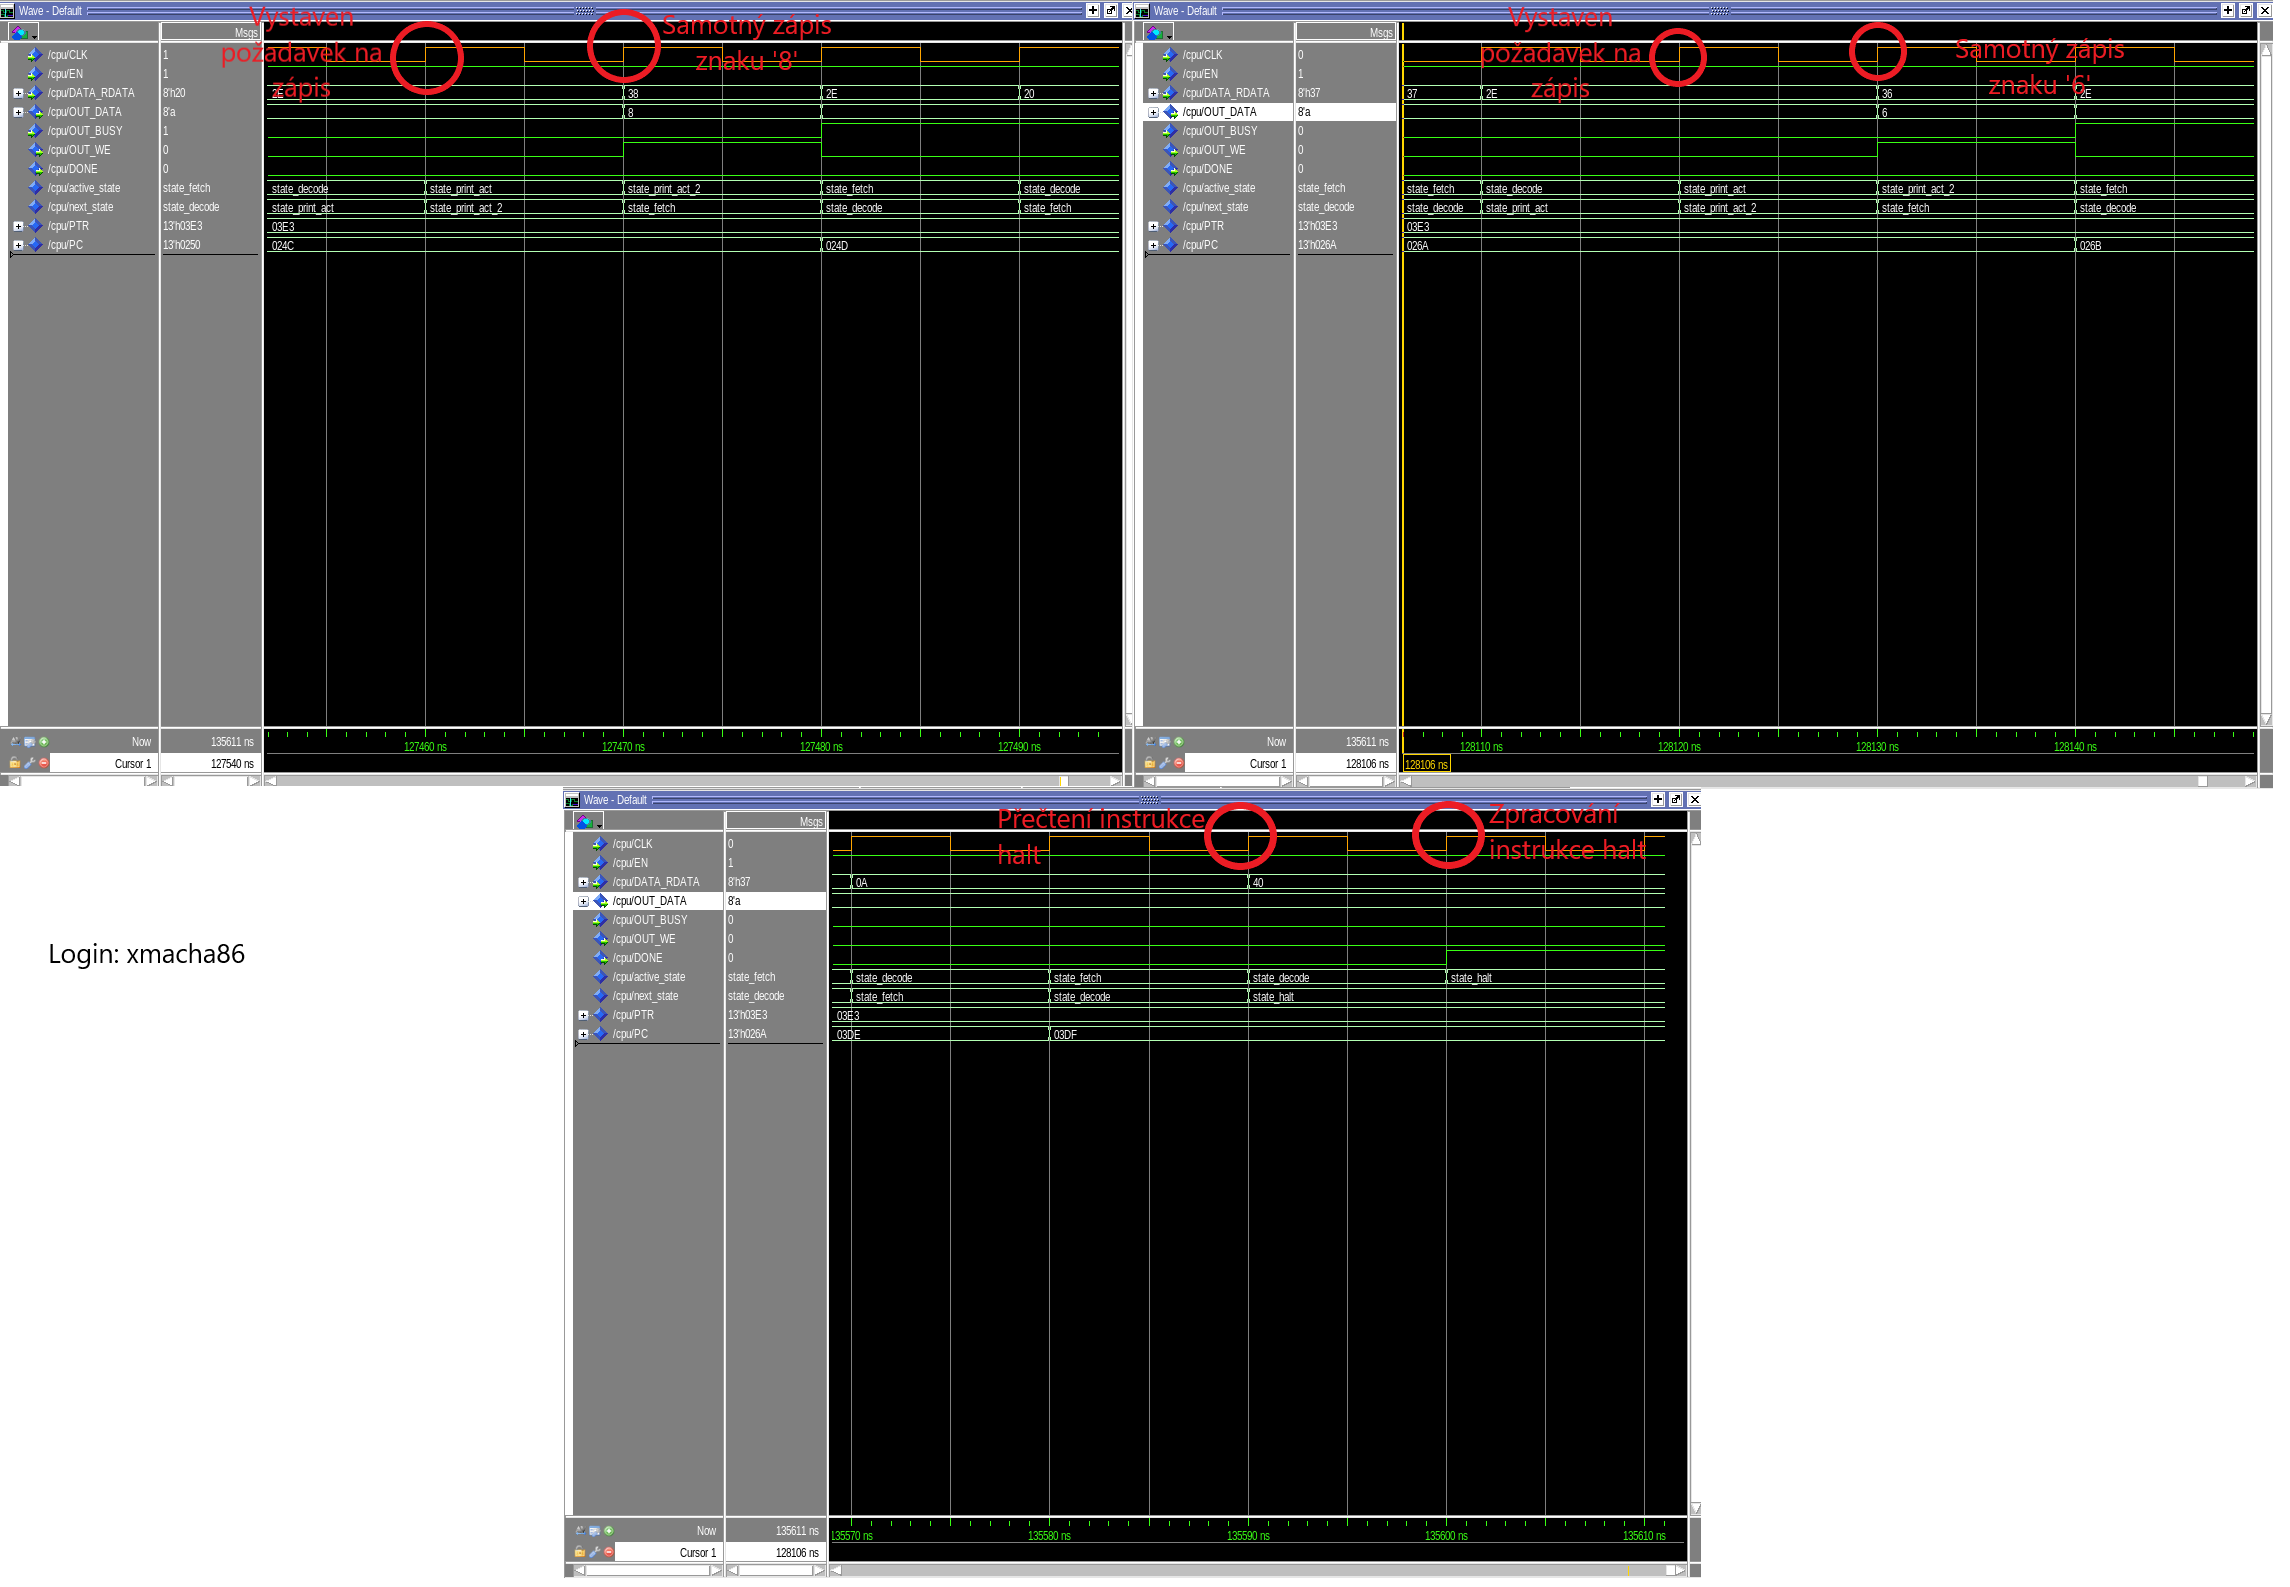 Wave - Default
Vystaven
požadavek na
zápis
Samotný zápis
znaku '8'
Msgs
/cpu/CLK 1
/cpu/EN 1
/cpu/DATA_RDATA 8'h20 2E 38 2E 20
/cpu/OUT_DATA 8'a 8
/cpu/OUT_BUSY 1
/cpu/OUT_WE 0
/cpu/DONE 0
/cpu/active_state state_fetch state_decode state_print_act state_print_act_2 state_fetch state_decode
/cpu/next_state state_decode state_print_act state_print_act_2 state_fetch state_decode state_fetch
/cpu/PTR 13'h03E3 03E3
/cpu/PC 13'h0250 024C 024D
Now 135611 ns 127460 ns 127470 ns 127480 ns 127490 ns
Cursor 1 127540 ns
Wave - Default
Vystaven
požadavek na
zápis
Samotný zápis
znaku '6'
Msgs
/cpu/CLK 0
/cpu/EN 1
/cpu/DATA_RDATA 8'h37 37 2E 36 2E
/cpu/OUT_DATA 8'a 6
/cpu/OUT_BUSY 0
/cpu/OUT_WE 0
/cpu/DONE 0
/cpu/active_state state_fetch state_fetch state_decode state_print_act state_print_act_2 state_fetch
/cpu/next_state state_decode state_decode state_print_act state_print_act_2 state_fetch state_decode
/cpu/PTR 13'h03E3 03E3
/cpu/PC 13'h026A 026A 026B
Now 135611 ns 128110 ns 128120 ns 128130 ns 128140 ns
Cursor 1 128106 ns 128106 ns
Login: xmacha86
Wave - Default
Přečtení instrukce
halt
Zpracování
instrukce halt
Msgs
/cpu/CLK 0
/cpu/EN 1
/cpu/DATA_RDATA 8'h37 0A 40
/cpu/OUT_DATA 8'a
/cpu/OUT_BUSY 0
/cpu/OUT_WE 0
/cpu/DONE 0
/cpu/active_state state_fetch state_decode state_fetch state_decode state_halt
/cpu/next_state state_decode state_fetch state_decode state_halt
/cpu/PTR 13'h03E3 03E3
/cpu/PC 13'h026A 03DE 03DF
Now 135611 ns 135570 ns 135580 ns 135590 ns 135600 ns 135610 ns
Cursor 1 128106 ns